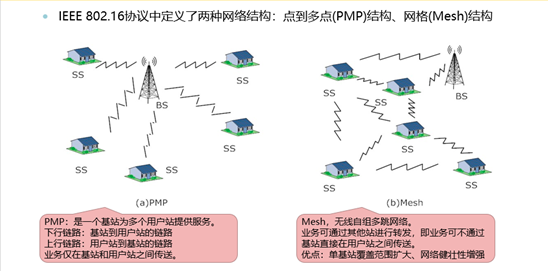 IEEE 802.16协议中定义了两种网络结构：点到多点(PMP)结构、网格(Mesh)结构
SS
SS
BS
SS
SS
SS
(a)PMP
SS
BS
SS
SS
SS
SS
(b)Mesh
PMP：是一个基站为多个用户站提供服务。
下行链路：基站到用户站的链路
上行链路：用户站到基站的链路
业务仅在基站和用户站之间传送。
Mesh，无线自组多跳网络。
业务可通过其他站进行转发，即业务可不通过
基站直接在用户站之间传送。
优点：单基站覆盖范围扩大、网络健壮性增强